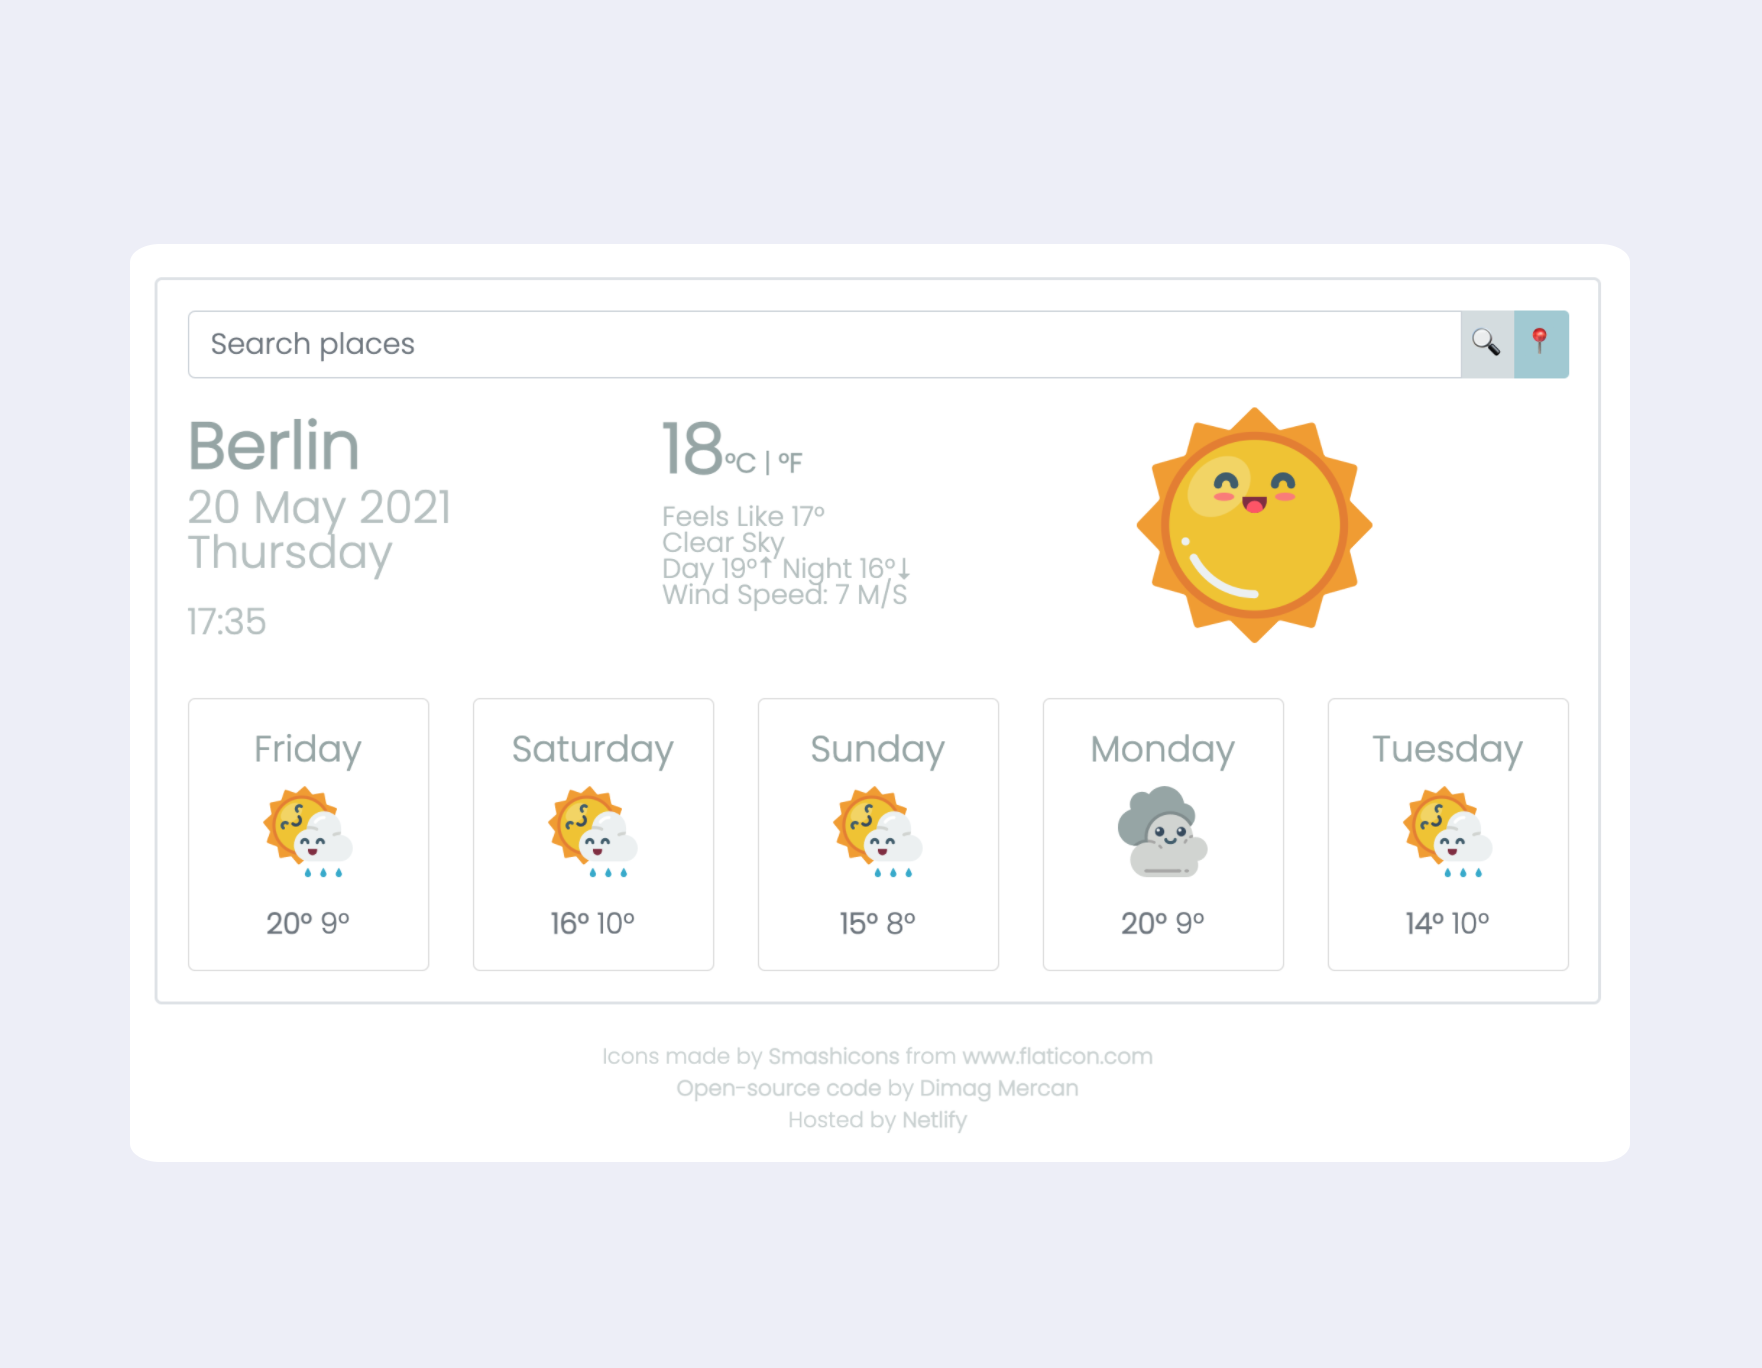 Search places
Berlin
20 May 2021
Thursday
17:35
18°C | °F
Feels Like 17°
Clear Sky
Day 19°↑ Night 16°↓
Wind Speed: 7 M/S
Friday
20° 9°
Saturday
16° 10°
Sunday
15° 8°
Monday
20° 9°
Tuesday
14° 10°
Icons made by Smashicons from www.flaticon.com
Open-source code by Dimag Mercan
Hosted by Netlify